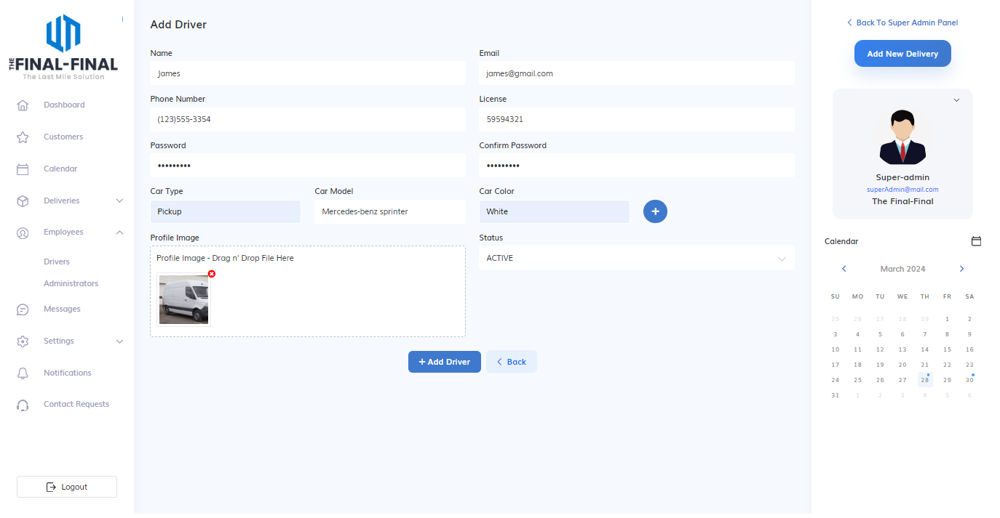 THE
FINAL-FINAL
The Last Mile Solution
Dashboard
Customers
Calendar
Deliveries
Employees
Drivers
Administrators
Messages
Settings
Notifications
Contact Requests
Logout
Add Driver
Name
Email
James
james@gmail.com
Phone Number
License
(123)555-3354
59594321
Password
Confirm Password
•••••••••
•••••••••
Car Type
Car Model
Car Color
Pickup
Mercedes-benz sprinter
White
+
Profile Image
Status
Profile Image - Drag n' Drop File Here
ACTIVE
+ Add Driver
Back
Back To Super Admin Panel
Add New Delivery
Super-admin
superAdmin@mail.com
The Final-Final
Calendar
March 2024
SU MO TU WE TH FR SA
25 26 27 28 29 1 2
3 4 5 6 7 8 9
10 11 12 13 14 15 16
17 18 19 20 21 22 23
24 25 26 27 28 29 30
31 1 2 3 4 5 6